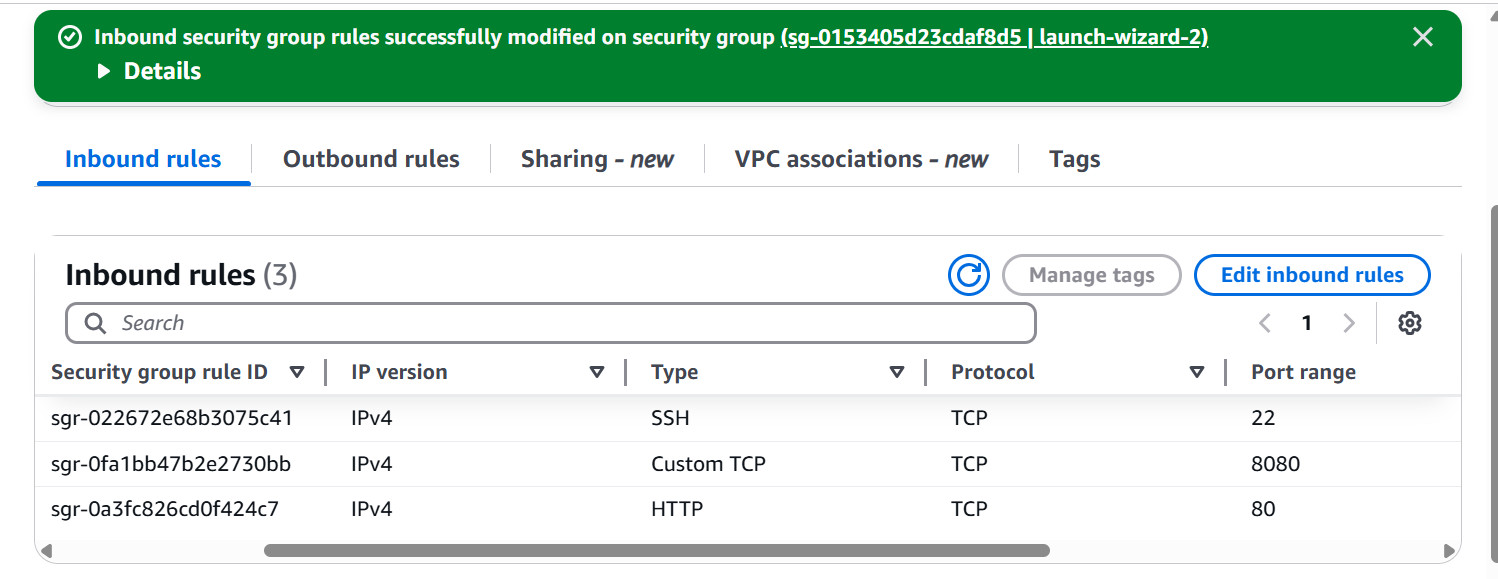 Inbound security group rules successfully modified on security group (sg-0153405d23cdaf8d5 | launch-wizard-2)
Details
Inbound rules Outbound rules Sharing - new VPC associations - new Tags
Inbound rules (3) Manage tags Edit inbound rules
Search 1
Security group rule ID IP version Type Protocol Port range
sgr-022672e68b3075c41 IPv4 SSH TCP 22
sgr-0fa1bb47b2e2730bb IPv4 Custom TCP TCP 8080
sgr-0a3fc826cd0f424c7 IPv4 HTTP TCP 80